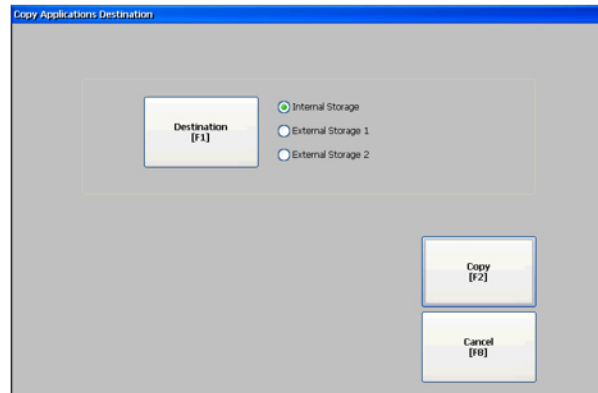 Copy Applications Destination
Internal Storage
Destination
[F1]
External Storage 1
External Storage 2
Copy
[F2]
Cancel
[F8]